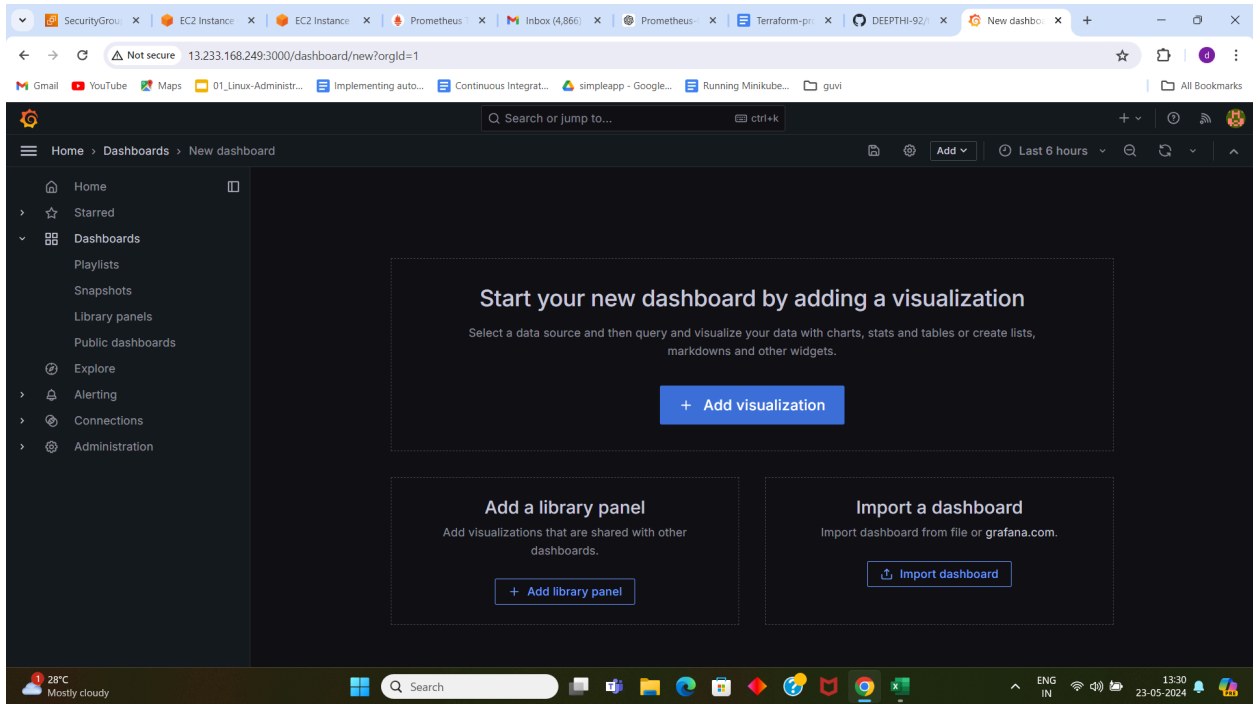 SecurityGrou
EC2 Instance
EC2 Instance
Prometheus
Inbox (4,866)
Prometheus-
Terraform-pr
DEEPTHI-92/
New dashbo
Not secure
13.233.168.249:3000/dashboard/new?orgId=1
d
Gmail
YouTube
Maps
01_Linux-Administr...
Implementing auto...
Continuous Integrat...
simpleapp - Google...
Running Minikube...
guvi
All Bookmarks
Search or jump to...
ctrl+k
Home › Dashboards › New dashboard
Add
Last 6 hours
Home
Starred
Dashboards
Playlists
Snapshots
Library panels
Public dashboards
Explore
Alerting
Connections
Administration
Start your new dashboard by adding a visualization
Select a data source and then query and visualize your data with charts, stats and tables or create lists,
markdowns and other widgets.
+ Add visualization
Add a library panel
Add visualizations that are shared with other
dashboards.
+ Add library panel
Import a dashboard
Import dashboard from file or grafana.com.
Import dashboard
1
28°C
Mostly cloudy
Search
ENG
IN
13:30
23-05-2024